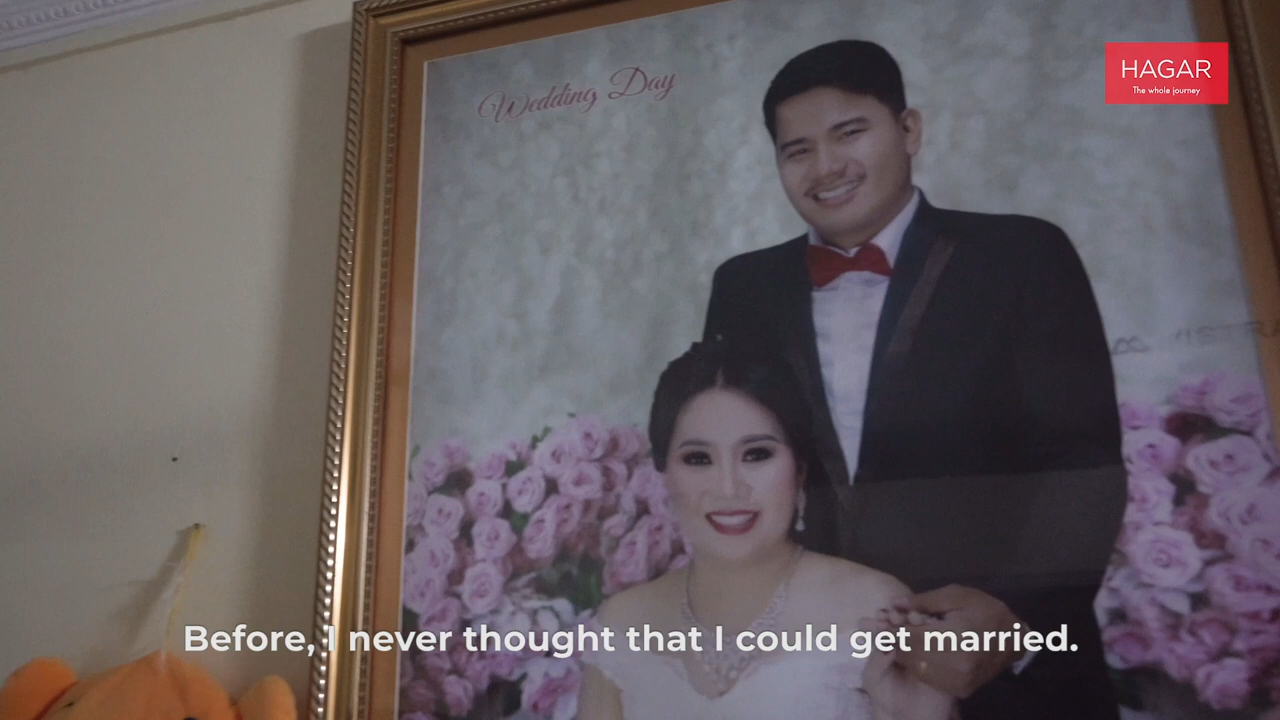 Wedding Day
HAGAR
The whole journey
Before, I never thought that I could get married.